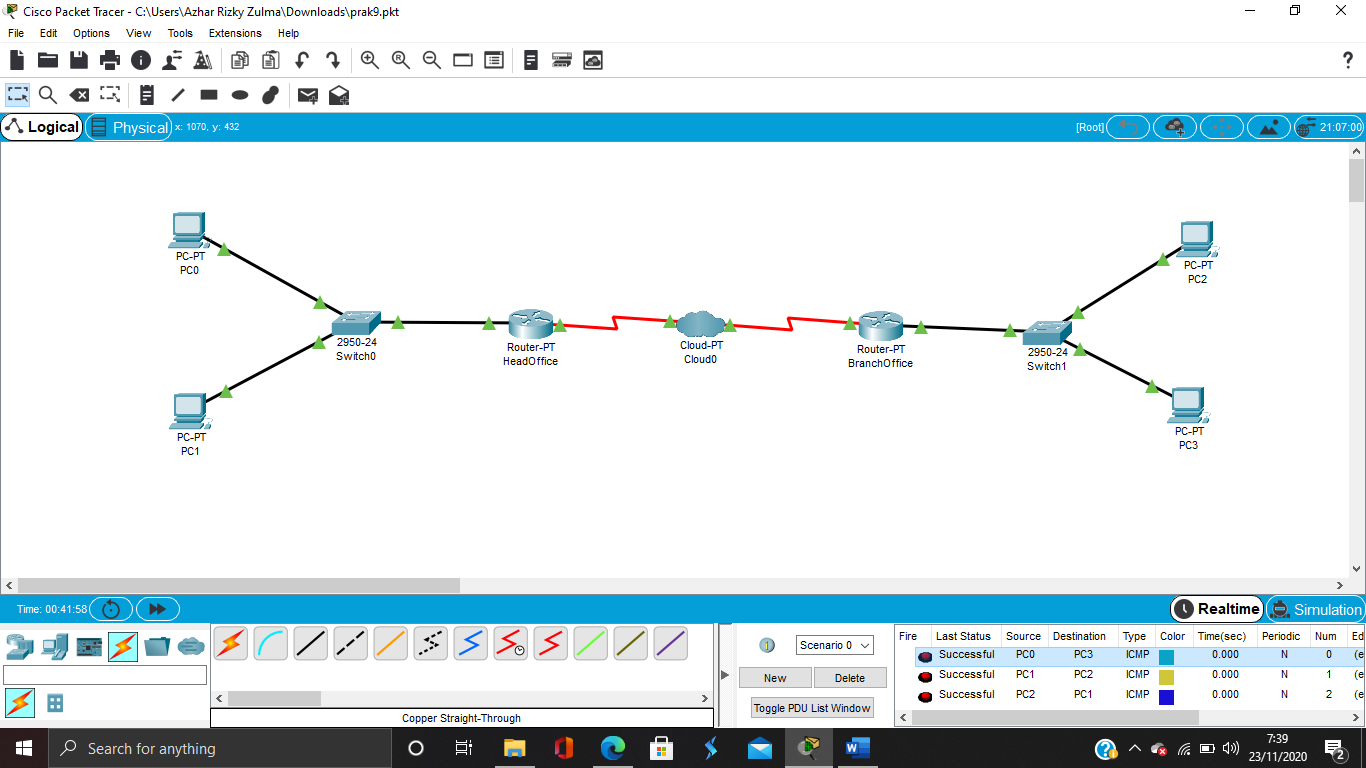 Cisco Packet Tracer - C:\Users\Azhar Rizky Zulma\Downloads\prak9.pkt
File Edit Options View Tools Extensions Help
Logical Physical x: 1070, y: 432 [Root] 21:07:00
PC-PT
PC0
PC-PT
PC1
2950-24
Switch0
Router-PT
HeadOffice
Cloud-PT
Cloud0
Router-PT
BranchOffice
2950-24
Switch1
PC-PT
PC2
PC-PT
PC3
Time: 00:41:58 Realtime Simulation
Copper Straight-Through
Scenario 0
New Delete
Toggle PDU List Window
Fire Last Status Source Destination Type Color Time(sec) Periodic Num Ed
Successful PC0 PC3 ICMP 0.000 N 0 (e
Successful PC1 PC2 ICMP 0.000 N 1 (e
Successful PC2 PC1 ICMP 0.000 N 2 (e
Search for anything
7:39
23/11/2020
2